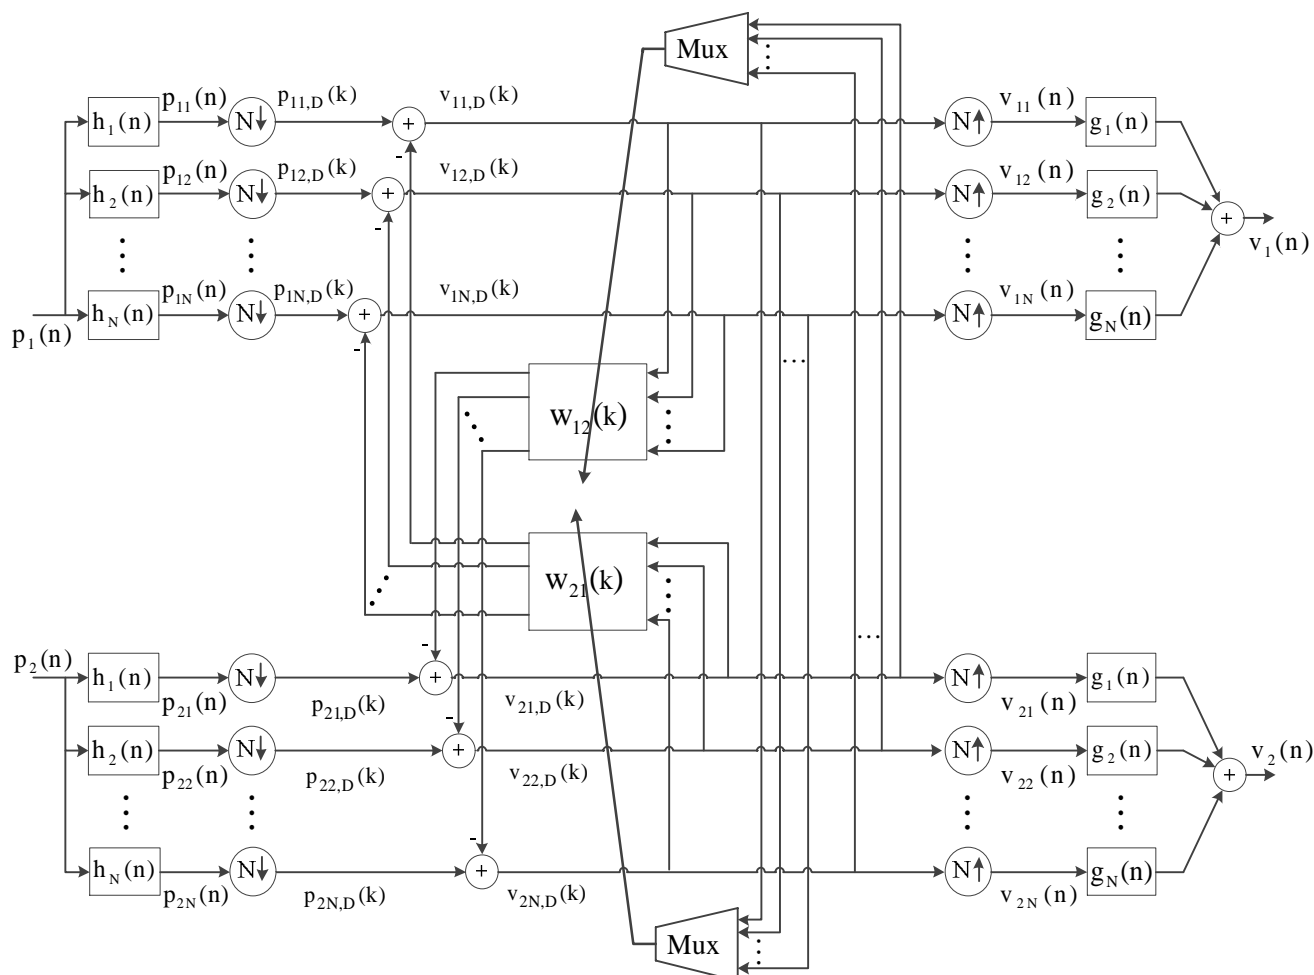 Mux
p11(n) p11,D(k) v11,D(k) v11(n)
h1(n) N↓ + N↑ g1(n)
-
p12(n) p12,D(k) v12,D(k) v12(n)
h2(n) N↓ + N↑ g2(n)
-
+
v1(n)
p1N(n) p1N,D(k) v1N,D(k) v1N(n)
hN(n) N↓ + N↑ gN(n)
p1(n)
-
w12(k)
w21(k)
p2(n)
-
h1(n) N↓ + N↑ g1(n)
p21(n) p21,D(k) v21,D(k) v21(n)
-
h2(n) N↓ + N↑ g2(n)
p22(n) p22,D(k) v22,D(k) v22(n)
v2(n)
+
-
hN(n) N↓ + N↑ gN(n)
p2N(n) p2N,D(k) v2N,D(k) v2N(n)
Mux